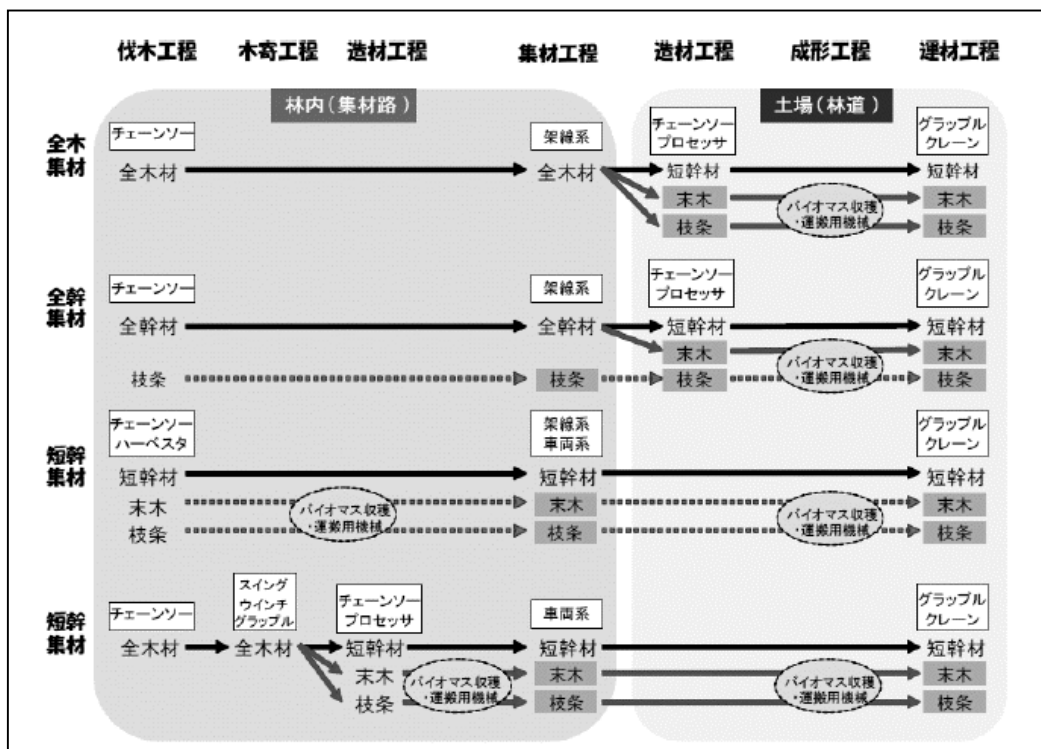 伐木工程 木寄工程 造材工程 集材工程 造材工程 成形工程 運材工程
林内(集材路) 土場(林道)
全木
集材
チェーンソー
架線系
チェーンソー
プロセッサ
グラップル
クレーン
全木材 全木材 短幹材 短幹材
末木 末木
枝条 枝条
バイオマス収穫
・運搬用機械
全幹
集材
チェーンソー
架線系
チェーンソー
プロセッサ
グラップル
クレーン
全幹材 全幹材 短幹材 短幹材
末木 末木
バイオマス収穫
・運搬用機械
枝条 枝条 枝条 枝条
短幹
集材
チェーンソー
ハーベスタ
架線系
車両系
グラップル
クレーン
短幹材 短幹材 短幹材
末木 末木 末木
バイオマス収穫
・運搬用機械
バイオマス収穫
・運搬用機械
枝条 枝条 枝条
短幹
集材
チェーンソー
スイング
ウインチ
グラップル
チェーンソー
プロセッサ
車両系
グラップル
クレーン
全木材 全木材 短幹材 短幹材 短幹材
末木 末木 末木
バイオマス収穫
・運搬用機械
バイオマス収穫
・運搬用機械
枝条 枝条 枝条